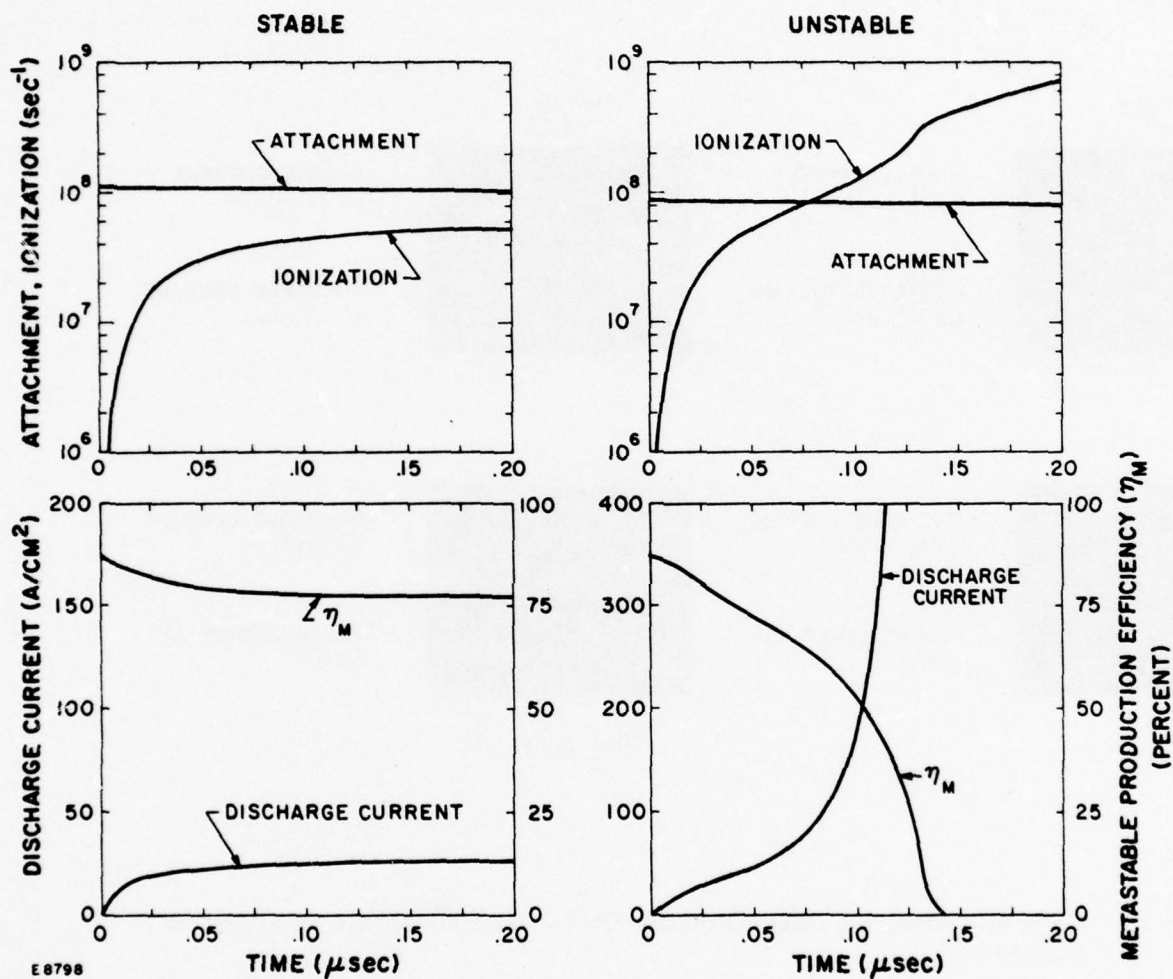 STABLE
UNSTABLE
ATTACHMENT, IONIZATION (sec⁻¹)
10⁹
10⁸
10⁷
10⁶
ATTACHMENT
IONIZATION
0 .05 .10 .15 .20
10⁹
10⁸
10⁷
10⁶
IONIZATION
ATTACHMENT
0 .05 .10 .15 .20
DISCHARGE CURRENT (A/CM²)
200
150
100
50
0
100
75
50
25
0
η_M
DISCHARGE CURRENT
0 .05 .10 .15 .20
TIME (μsec)
400
300
200
100
0
100
75
50
25
0
DISCHARGE
CURRENT
η_M
0 .05 .10 .15 .20
TIME (μsec)
METASTABLE PRODUCTION EFFICIENCY (η_M)
(PERCENT)
E8798